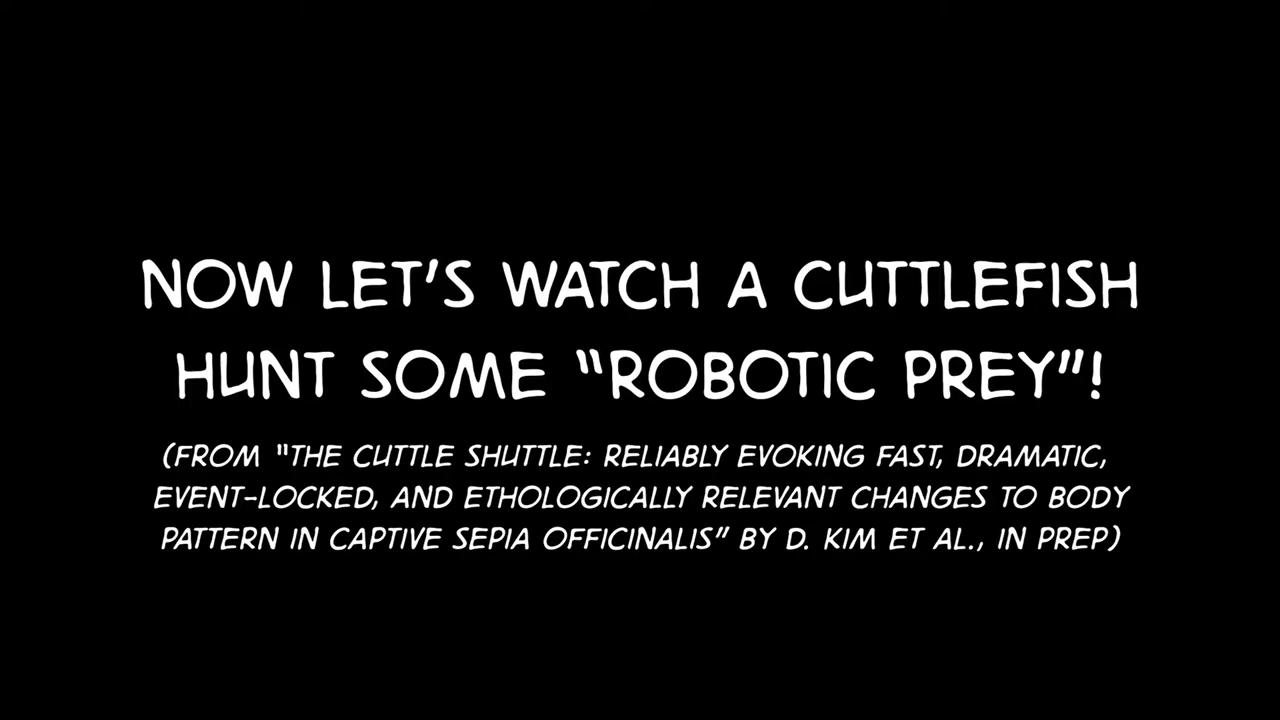 NOW LET'S WATCH A CUTTLEFISH
HUNT SOME "ROBOTIC PREY"!
(FROM "THE CUTTLE SHUTTLE: RELIABLY EVOKING FAST, DRAMATIC,
EVENT-LOCKED, AND ETHOLOGICALLY RELEVANT CHANGES TO BODY
PATTERN IN CAPTIVE SEPIA OFFICINALIS" BY D. KIM ET AL., IN PREP)